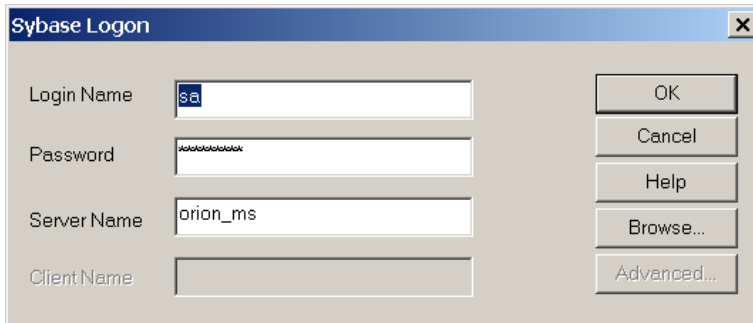 Sybase Logon
Login Name sa OK
Cancel
Password **********
Help
Server Name orion_ms
Browse...
Client Name Advanced...